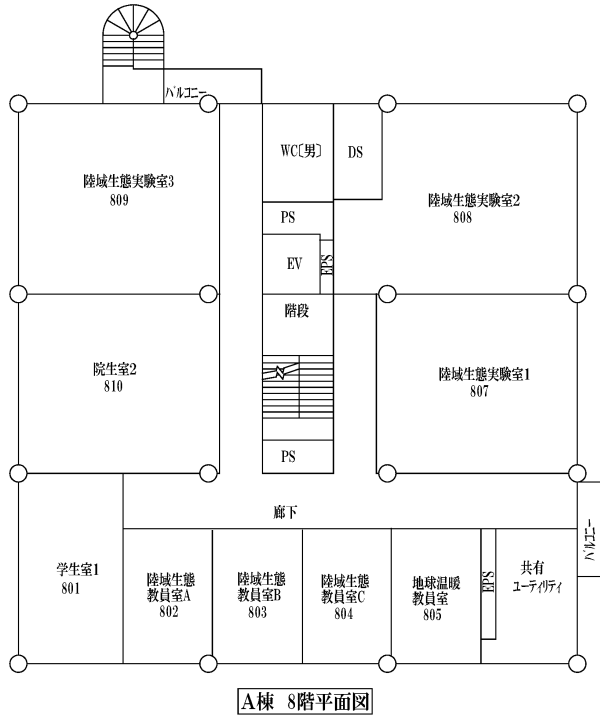 バルコニー
WC〔男〕
DS
陸域生態実験室3
809
陸域生態実験室2
808
PS
EV
EPS
階段
院生室2
810
陸域生態実験室1
807
PS
廊下
バルコニー
学生室1
801
陸域生態
教員室A
802
陸域生態
教員室B
803
陸域生態
教員室C
804
地球温暖
教員室
805
EPS
共有
ユーティリティ
A棟 8階平面図